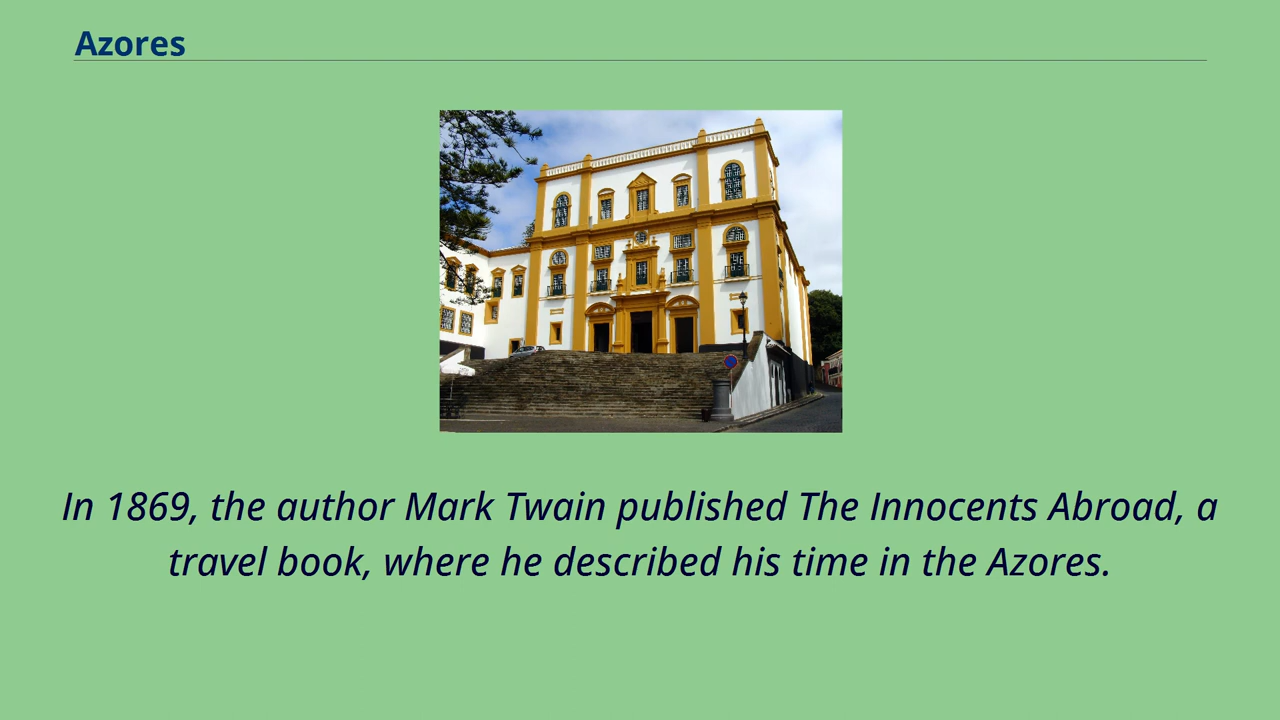 Azores
In 1869, the author Mark Twain published The Innocents Abroad, a
travel book, where he described his time in the Azores.